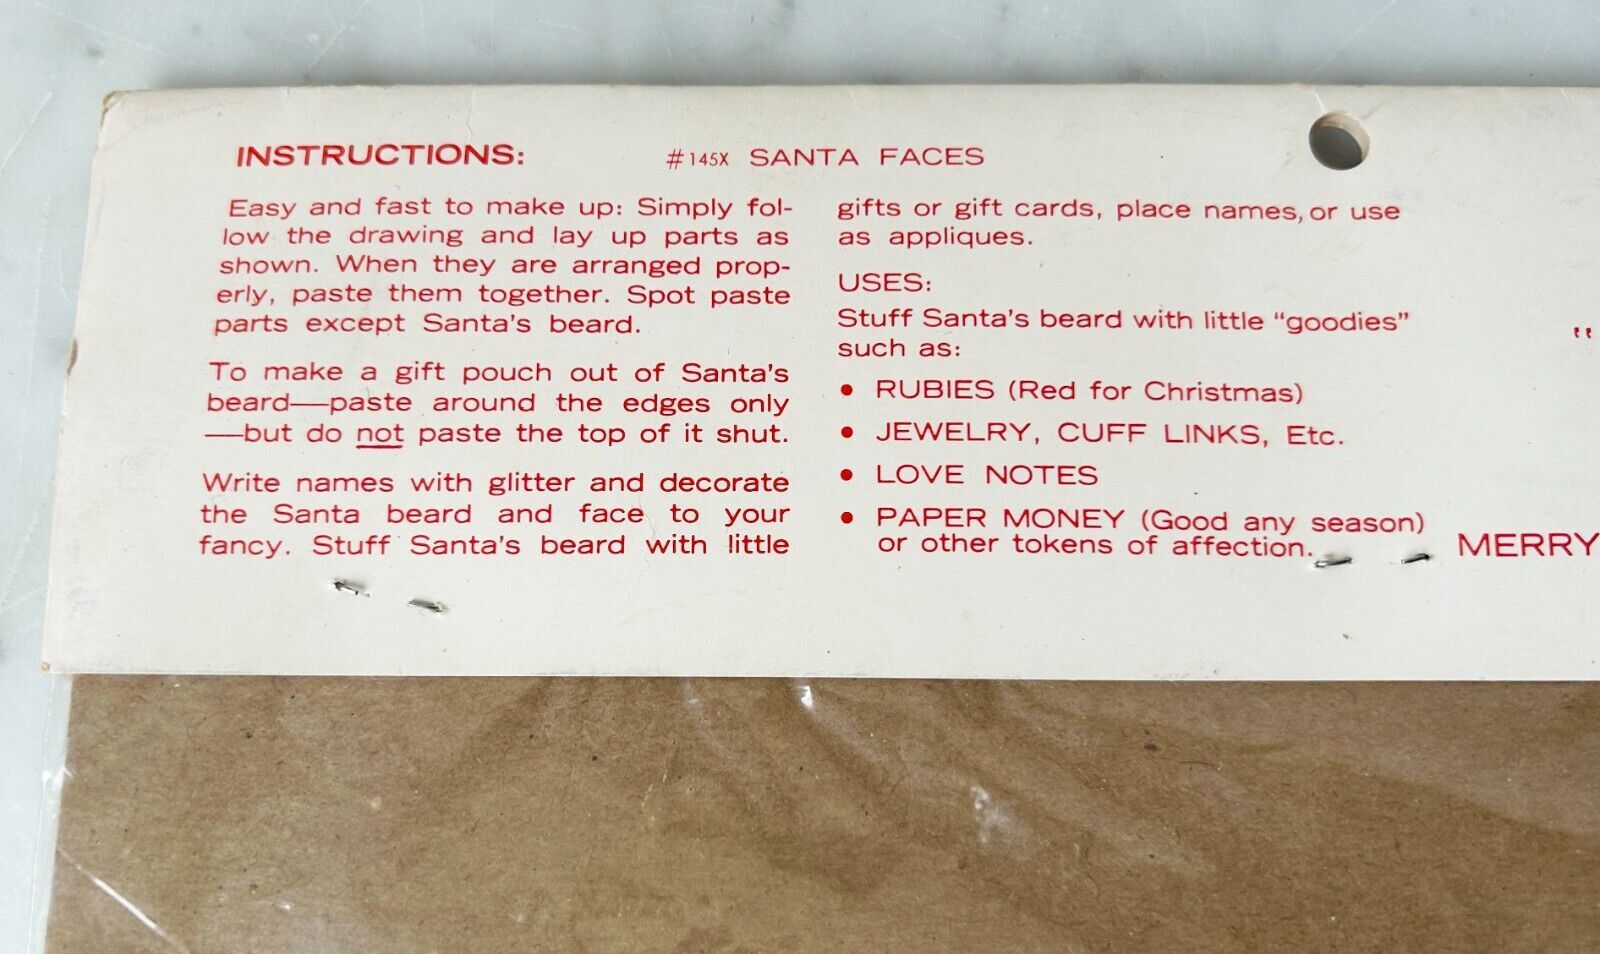 INSTRUCTIONS: #145X SANTA FACES
Easy and fast to make up: Simply fol-
low the drawing and lay up parts as
shown. When they are arranged prop-
erly, paste them together. Spot paste
parts except Santa's beard.
To make a gift pouch out of Santa's
beard—paste around the edges only
—but do not paste the top of it shut.
Write names with glitter and decorate
the Santa beard and face to your
fancy. Stuff Santa's beard with little
gifts or gift cards, place names, or use
as appliques.
USES:
Stuff Santa's beard with little "goodies"
such as:
• RUBIES (Red for Christmas)
• JEWELRY, CUFF LINKS, Etc.
• LOVE NOTES
• PAPER MONEY (Good any season)
or other tokens of affection.
"
MERRY